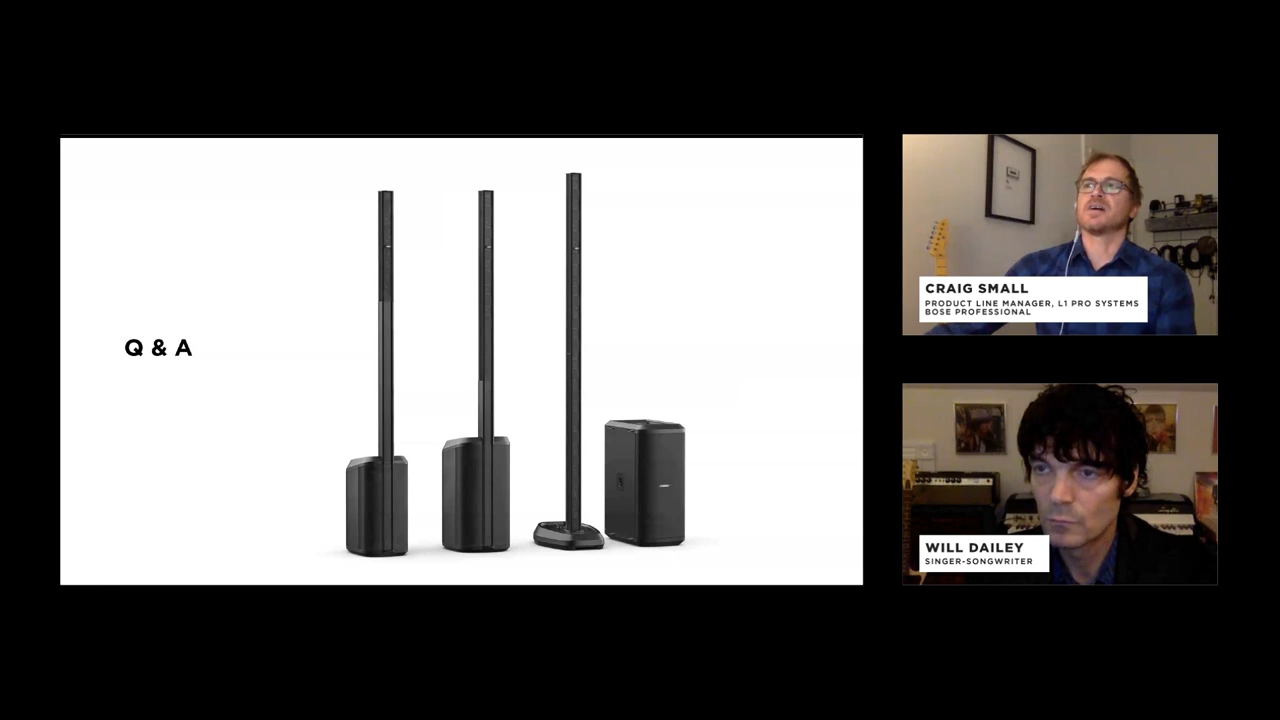 Q & A
CRAIG SMALL
PRODUCT LINE MANAGER, L1 PRO SYSTEMS
BOSE PROFESSIONAL
WILL DAILEY
SINGER-SONGWRITER